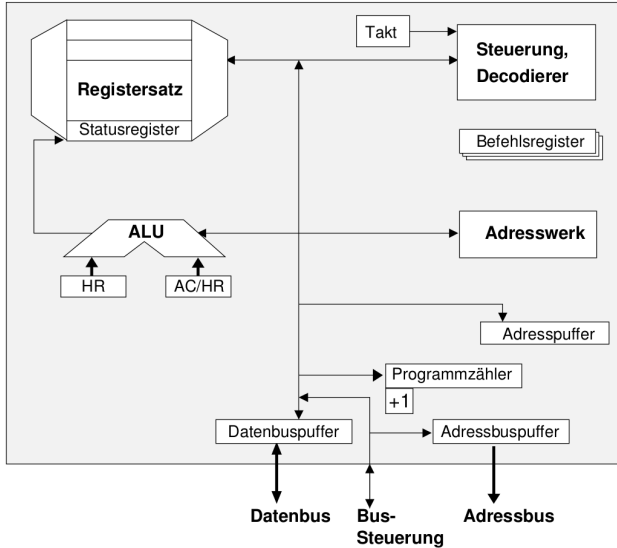 Takt
Steuerung,
Decodierer
Registersatz
Statusregister
Befehlsregister
ALU
Adresswerk
HR
AC/HR
Adresspuffer
Programmzähler
+1
Datenbuspuffer
Adressbuspuffer
Datenbus
Bus-
Steuerung
Adressbus